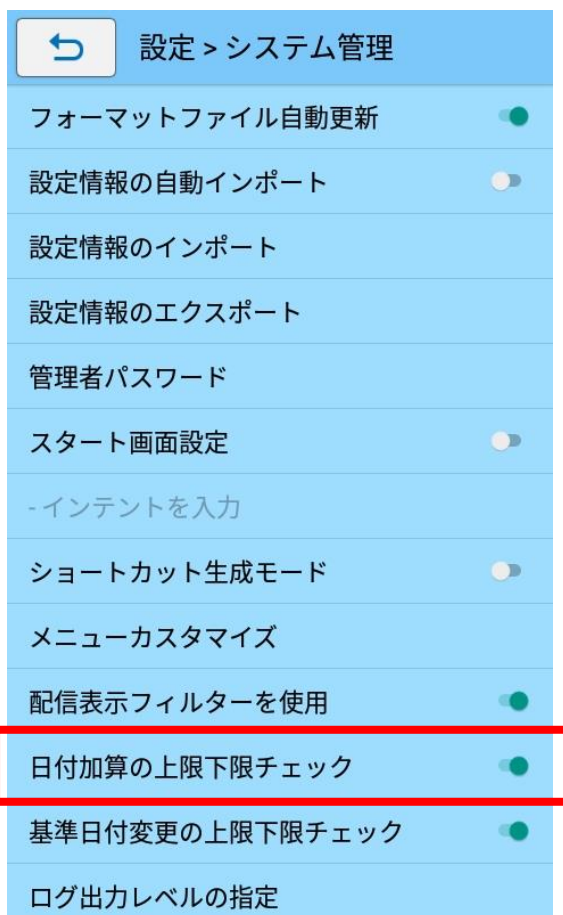 設定 > システム管理
フォーマットファイル自動更新
設定情報の自動インポート
設定情報のインポート
設定情報のエクスポート
管理者パスワード
スタート画面設定
- インテントを入力
ショートカット生成モード
メニューカスタマイズ
配信表示フィルターを使用
日付加算の上限下限チェック
基準日付変更の上限下限チェック
ログ出力レベルの指定